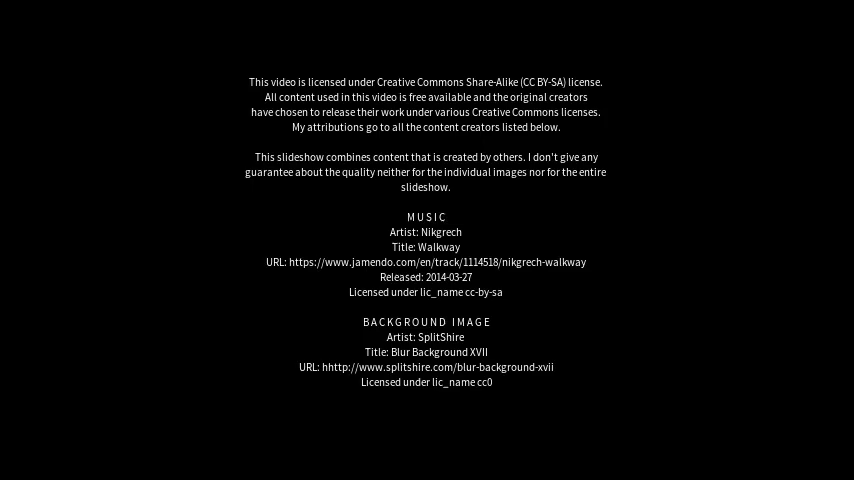 This video is licensed under Creative Commons Share-Alike (CC BY-SA) license.
All content used in this video is free available and the original creators
have chosen to release their work under various Creative Commons licenses.
My attributions go to all the content creators listed below.
This slideshow combines content that is created by others. I don't give any
guarantee about the quality neither for the individual images nor for the entire
slideshow.
MUSIC
Artist: Nikgrech
Title: Walkway
URL: https://www.jamendo.com/en/track/1114518/nikgrech-walkway
Released: 2014-03-27
Licensed under lic_name cc-by-sa
BACKGROUND IMAGE
Artist: SplitShire
Title: Blur Background XVII
URL: hhttp://www.splitshire.com/blur-background-xvii
Licensed under lic_name cc0